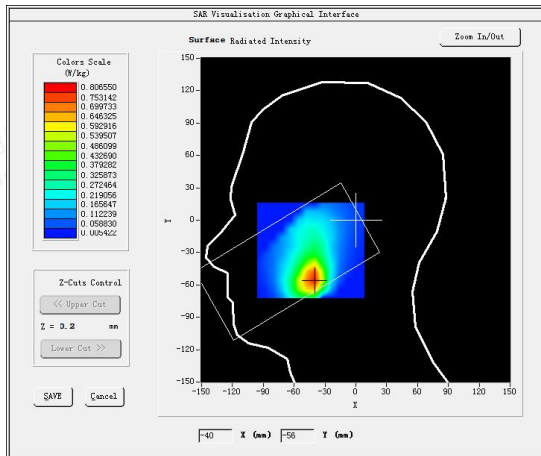 SAR Visualisation Graphical Interface
Surface Radiated Intensity
Zoom In/Out
Colors Scale
(W/kg)
0.806550
0.753142
0.699733
0.646325
0.592916
0.539507
0.486099
0.432690
0.379282
0.325873
0.272464
0.219056
0.165647
0.112239
0.058830
0.005422
Z-Cuts Control
<< Upper Cut
Z = 0.2 mm
Lower Cut >>
SAVE
Cancel
150
120
90
60
30
0
-30
-60
-90
-120
-150
Y
-150 -120 -90 -60 -30 0 30 60 90 120 150
X
-40 X (mm) -56 Y (mm)